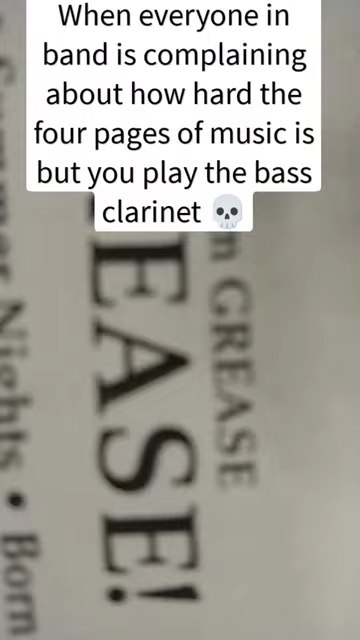 When everyone in
band is complaining
about how hard the
four pages of music is
but you play the bass
clarinet 💀
GREASE
EASE!
Nights • Born